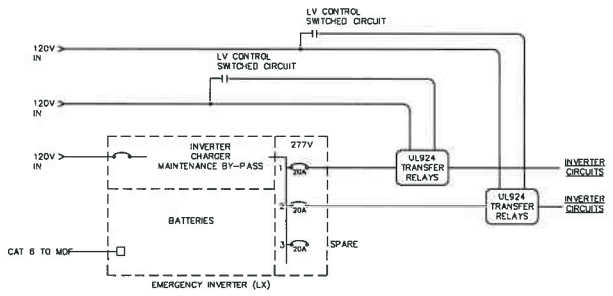 LV CONTROL
SWITCHED CIRCUIT
120V
IN
LV CONTROL
SWITCHED CIRCUIT
120V
IN
120V
IN
INVERTER
CHARGER
MAINTENANCE BY-PASS
277V
1
20A
UL924
TRANSFER
RELAYS
INVERTER
CIRCUITS
UL924
TRANSFER
RELAYS
INVERTER
CIRCUITS
2
20A
BATTERIES
3
20A
SPARE
CAT 6 TO MDF
EMERGENCY INVERTER (LX)